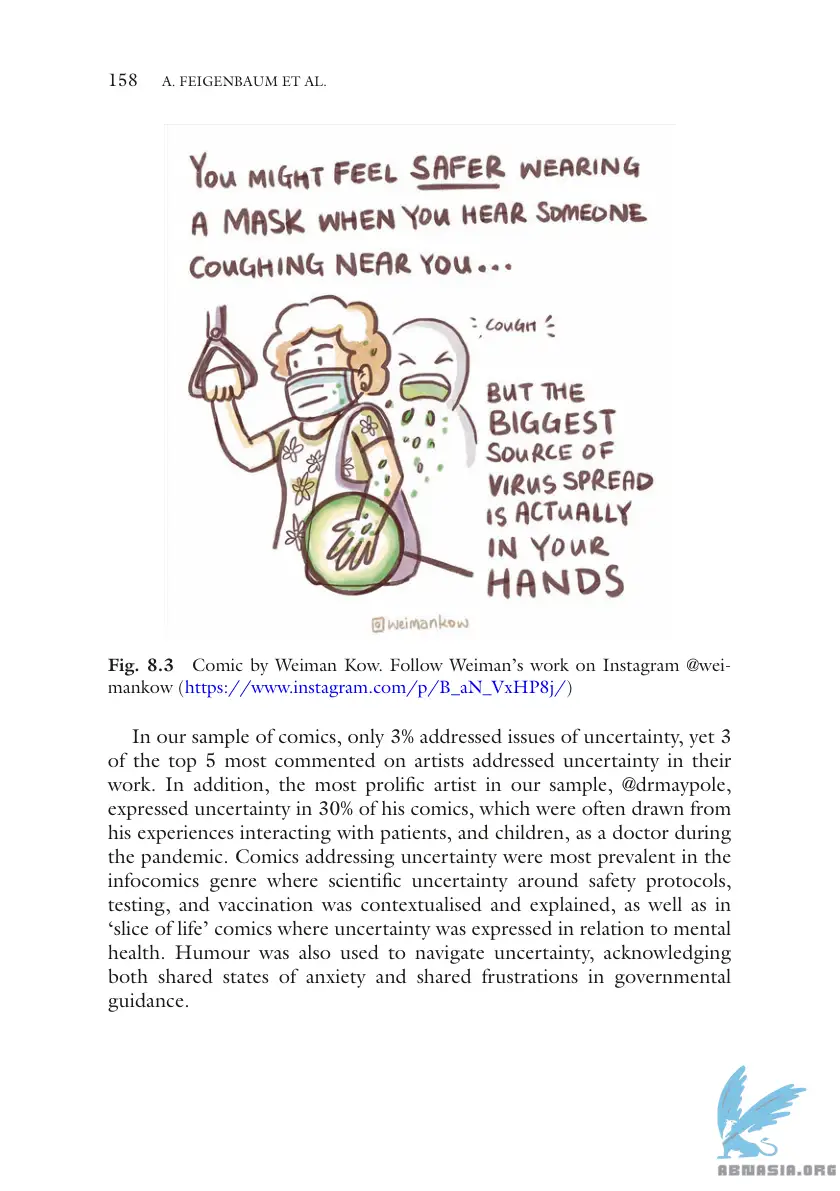 158 A. FEIGENBAUM ET AL.
YOU MIGHT FEEL SAFER WEARING
A MASK WHEN YOU HEAR SOMEONE
COUGHING NEAR YOU...
COUGH
BUT THE
BIGGEST
SOURCE OF
VIRUS SPREAD
IS ACTUALLY
IN YOUR
HANDS
@weimankow
Fig. 8.3 Comic by Weiman Kow. Follow Weiman’s work on Instagram @wei-
mankow (https://www.instagram.com/p/B_aN_VxHP8j/)
In our sample of comics, only 3% addressed issues of uncertainty, yet 3
of the top 5 most commented on artists addressed uncertainty in their
work. In addition, the most prolific artist in our sample, @drmaypole,
expressed uncertainty in 30% of his comics, which were often drawn from
his experiences interacting with patients, and children, as a doctor during
the pandemic. Comics addressing uncertainty were most prevalent in the
infocomics genre where scientific uncertainty around safety protocols,
testing, and vaccination was contextualised and explained, as well as in
‘slice of life’ comics where uncertainty was expressed in relation to mental
health. Humour was also used to navigate uncertainty, acknowledging
both shared states of anxiety and shared frustrations in governmental
guidance.
ABNASIA.ORG